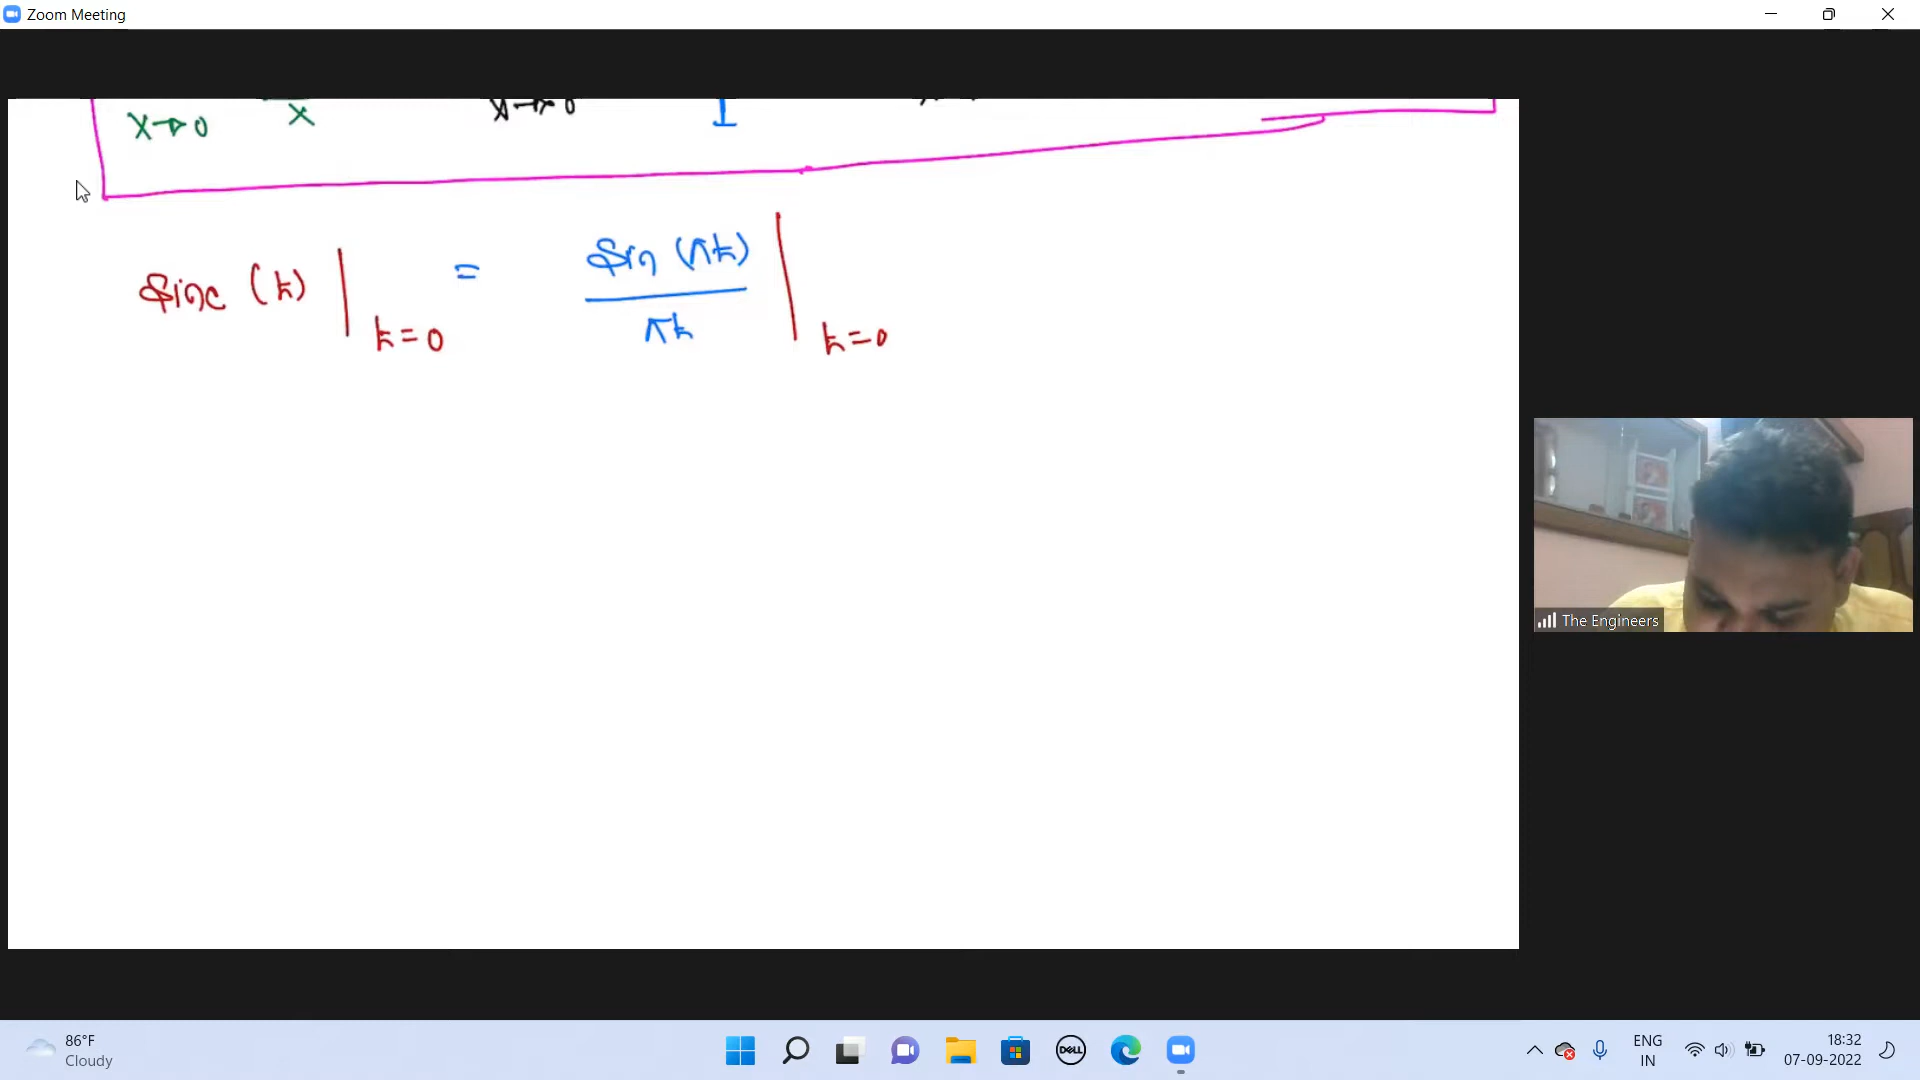 Zoom Meeting
x→0 x x→0 1
Sinc (k) | k=0 = Sin (πk) / πk | k=0
The Engineers
86°F
Cloudy
DELL
ENG
IN
18:32
07-09-2022